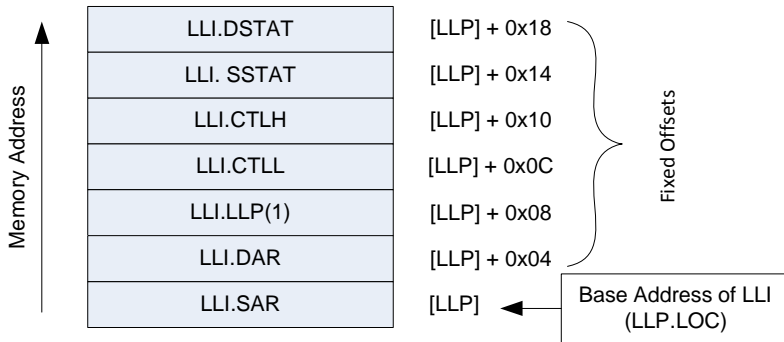 LLI.DSTAT [LLP] + 0x18
LLI. SSTAT [LLP] + 0x14
LLI.CTLH [LLP] + 0x10
LLI.CTLL [LLP] + 0x0C
LLI.LLP(1) [LLP] + 0x08
LLI.DAR [LLP] + 0x04
LLI.SAR [LLP]
Memory Address
Fixed Offsets
Base Address of LLI
(LLP.LOC)